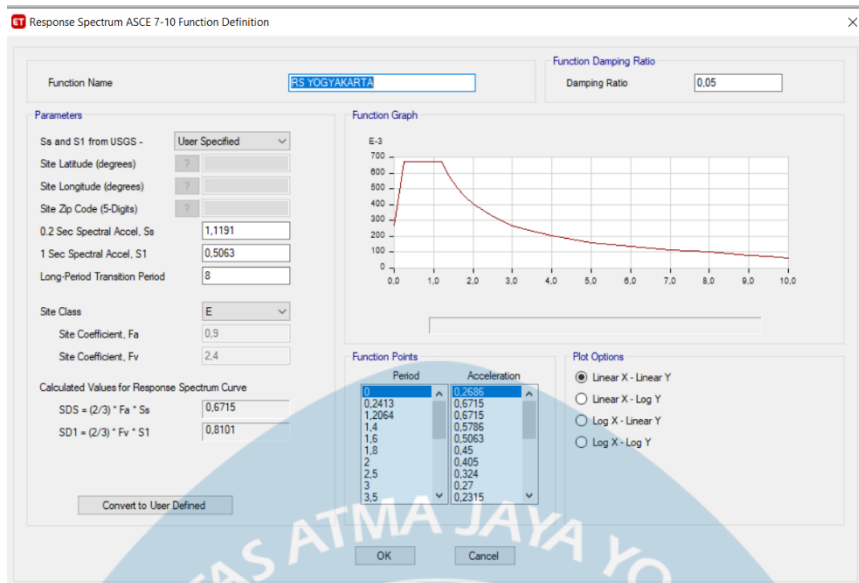 ET Response Spectrum ASCE 7-10 Function Definition
Function Name RS YOGYAKARTA
Function Damping Ratio
Damping Ratio 0,05
Parameters
Ss and S1 from USGS - User Specified
Site Latitude (degrees) ?
Site Longitude (degrees) ?
Site Zip Code (5-Digits) ?
0.2 Sec Spectral Accel, Ss 1,1191
1 Sec Spectral Accel, S1 0,5063
Long-Period Transition Period 8
Site Class E
Site Coefficient, Fa 0,9
Site Coefficient, Fv 2,4
Calculated Values for Response Spectrum Curve
SDS = (2/3) * Fa * Ss 0,6715
SD1 = (2/3) * Fv * S1 0,8101
Convert to User Defined
Function Graph
E-3
700
600
500
400
300
200
100
0
0,0 1,0 2,0 3,0 4,0 5,0 6,0 7,0 8,0 9,0 10,0
Function Points
Period Acceleration
0 0,2686
0,2413 0,6715
1,2064 0,6715
1,4 0,5786
1,6 0,5063
1,8 0,45
2 0,405
2,5 0,324
3 0,27
3,5 0,2315
Plot Options
Linear X - Linear Y
Linear X - Log Y
Log X - Linear Y
Log X - Log Y
OK Cancel
TAS ATMA JAYA YO